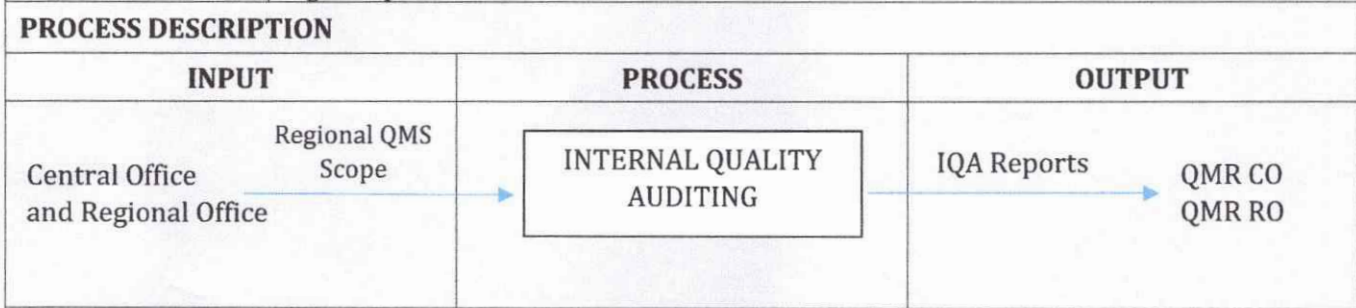 PROCESS DESCRIPTION
INPUT
PROCESS
OUTPUT
Regional QMS
Scope
Central Office
and Regional Office
INTERNAL QUALITY
AUDITING
IQA Reports
QMR CO
QMR RO